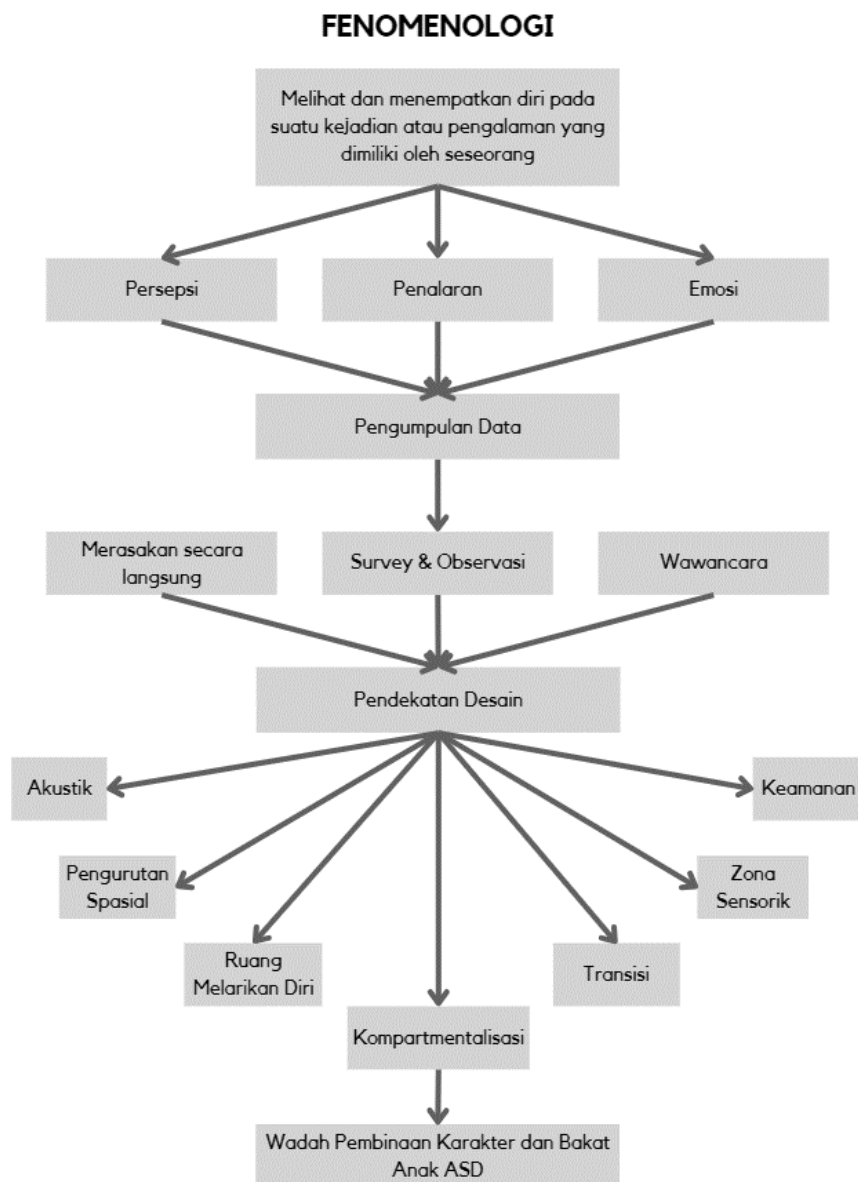 FENOMENOLOGI
Melihat dan menempatkan diri pada
suatu kejadian atau pengalaman yang
dimiliki oleh seseorang
Persepsi
Penalaran
Emosi
Pengumpulan Data
Merasakan secara
langsung
Survey & Observasi
Wawancara
Pendekatan Desain
Akustik
Keamanan
Pengurutan
Spasial
Zona
Sensorik
Ruang
Melarikan Diri
Transisi
Kompartmentalisasi
Wadah Pembinaan Karakter dan Bakat
Anak ASD